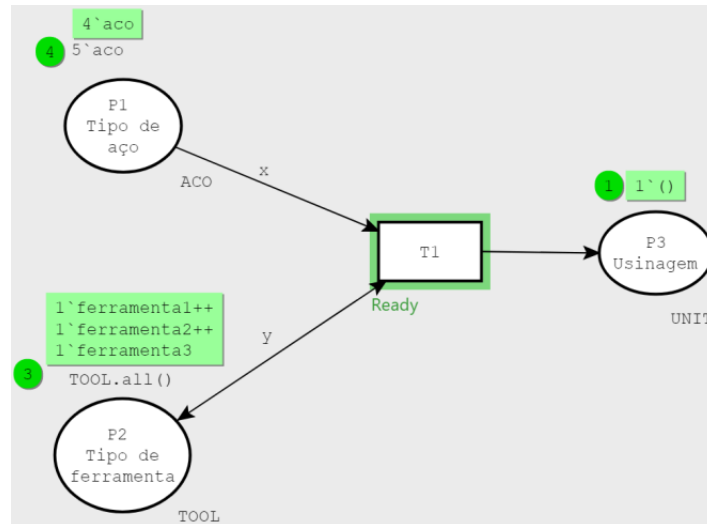 4`aco
4 5`aco
P1
Tipo de
aço
ACO
x
1 1`()
P3
Usinagem
UNIT
T1
Ready
1`ferramenta1++
1`ferramenta2++
1`ferramenta3
3 TOOL.all()
y
P2
Tipo de
ferramenta
TOOL